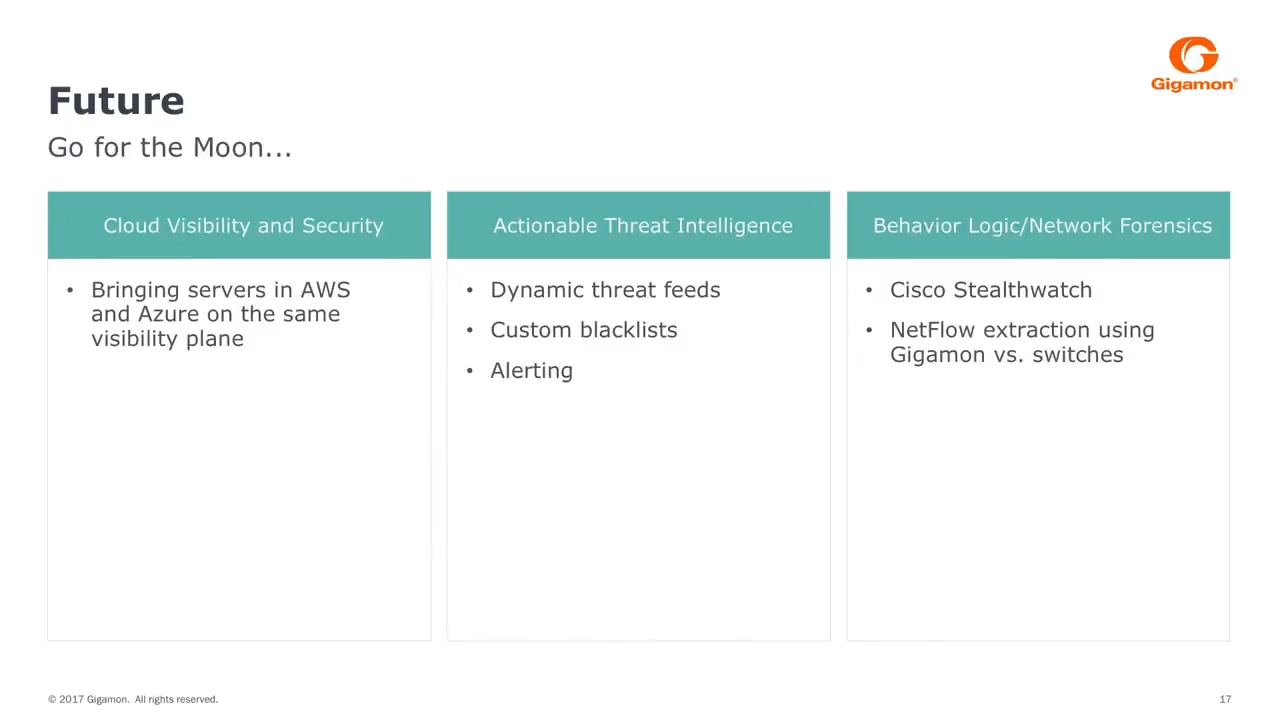 Gigamon®
Future
Go for the Moon...
Cloud Visibility and Security
• Bringing servers in AWS
and Azure on the same
visibility plane
Actionable Threat Intelligence
• Dynamic threat feeds
• Custom blacklists
• Alerting
Behavior Logic/Network Forensics
• Cisco Stealthwatch
• NetFlow extraction using
Gigamon vs. switches
© 2017 Gigamon. All rights reserved.
17